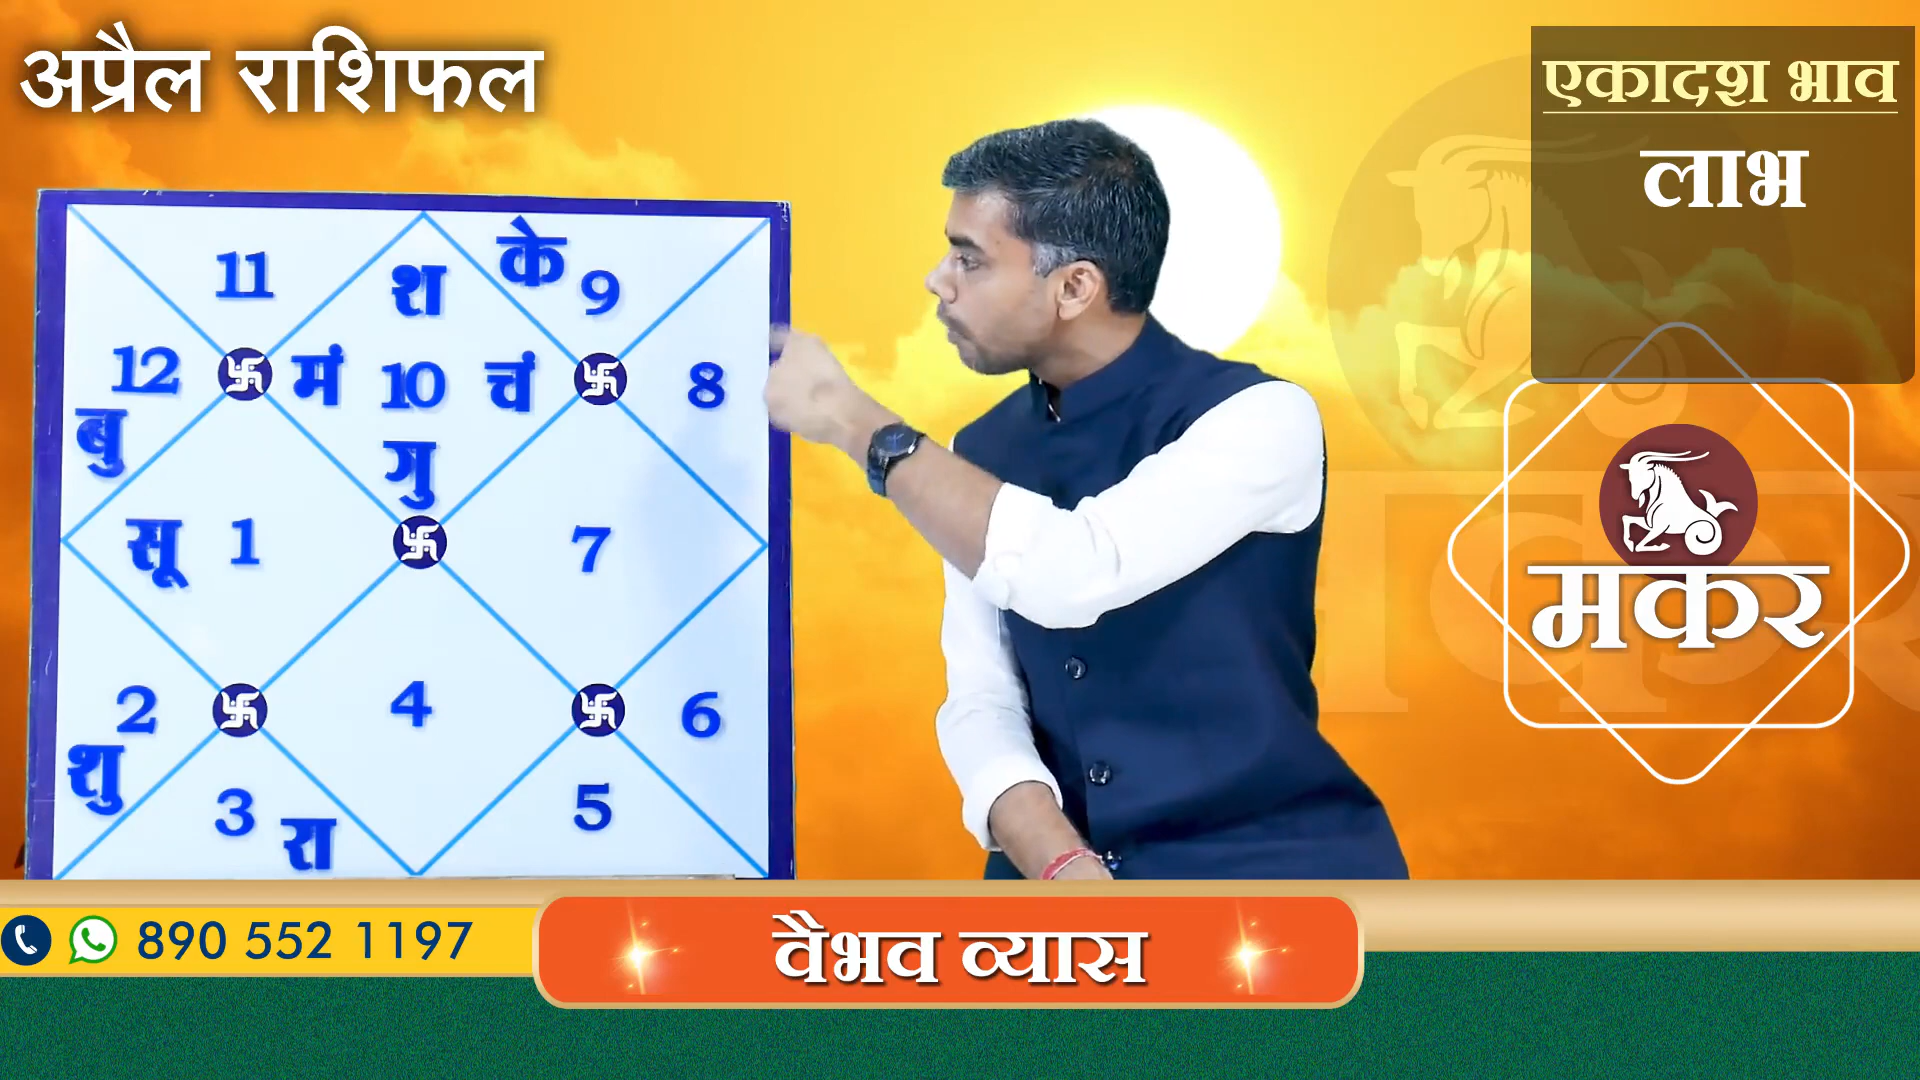 अप्रैल राशिफल
एकादश भाव
लाभ
11
श
के
9
12
मं
10
चं
8
बु
गु
सू
1
7
2
4
6
शु
3
रा
5
मकर
890 552 1197
वैभव व्यास